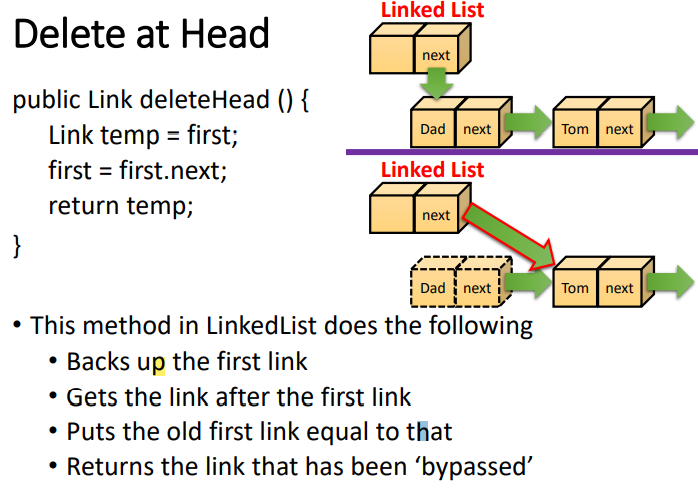 Delete at Head
public Link deleteHead () {
Link temp = first;
first = first.next;
return temp;
}
Linked List
next
Dad next Tom next
Linked List
next
Dad next Tom next
• This method in LinkedList does the following
• Backs up the first link
• Gets the link after the first link
• Puts the old first link equal to that
• Returns the link that has been ‘bypassed’